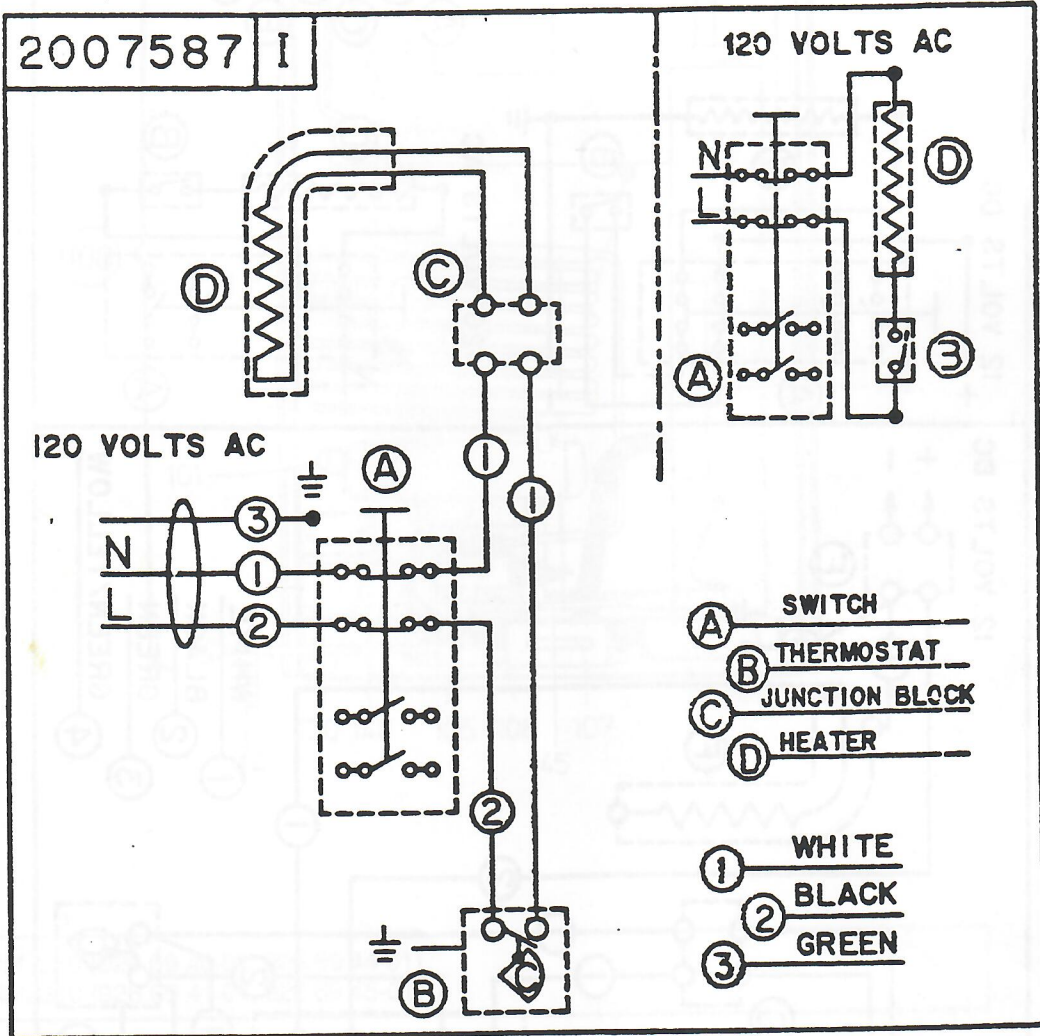 2007587 I
D
C
120 VOLTS AC
A
3
N 1
L 2
1
1
2
B
120 VOLTS AC
N
L
D
3
A
A SWITCH
B THERMOSTAT
C JUNCTION BLOCK
D HEATER
1 WHITE
2 BLACK
3 GREEN